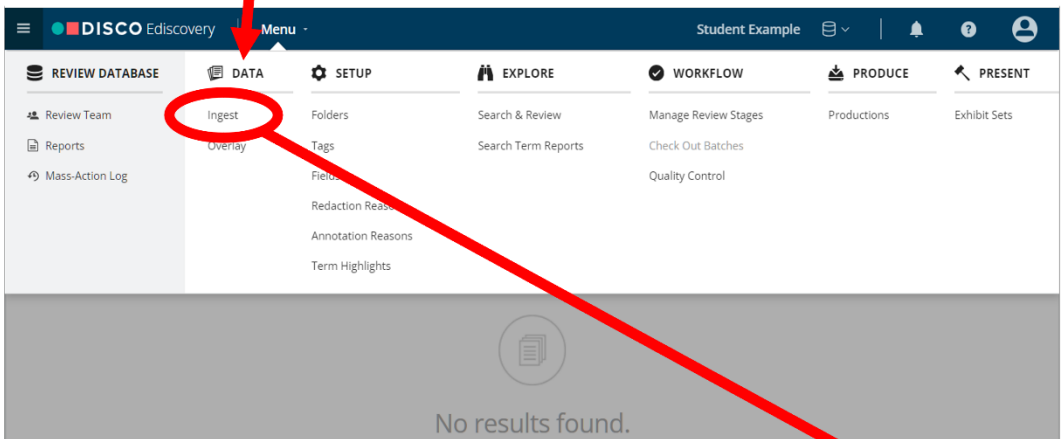 DISCO Ediscovery Menu Student Example
REVIEW DATABASE DATA SETUP EXPLORE WORKFLOW PRODUCE PRESENT
Review Team Ingest Folders Search & Review Manage Review Stages Productions Exhibit Sets
Reports Overlay Tags Search Term Reports Check Out Batches
Mass-Action Log Fields Quality Control
Redaction
Annotation Reasons
Term Highlights
No results found.